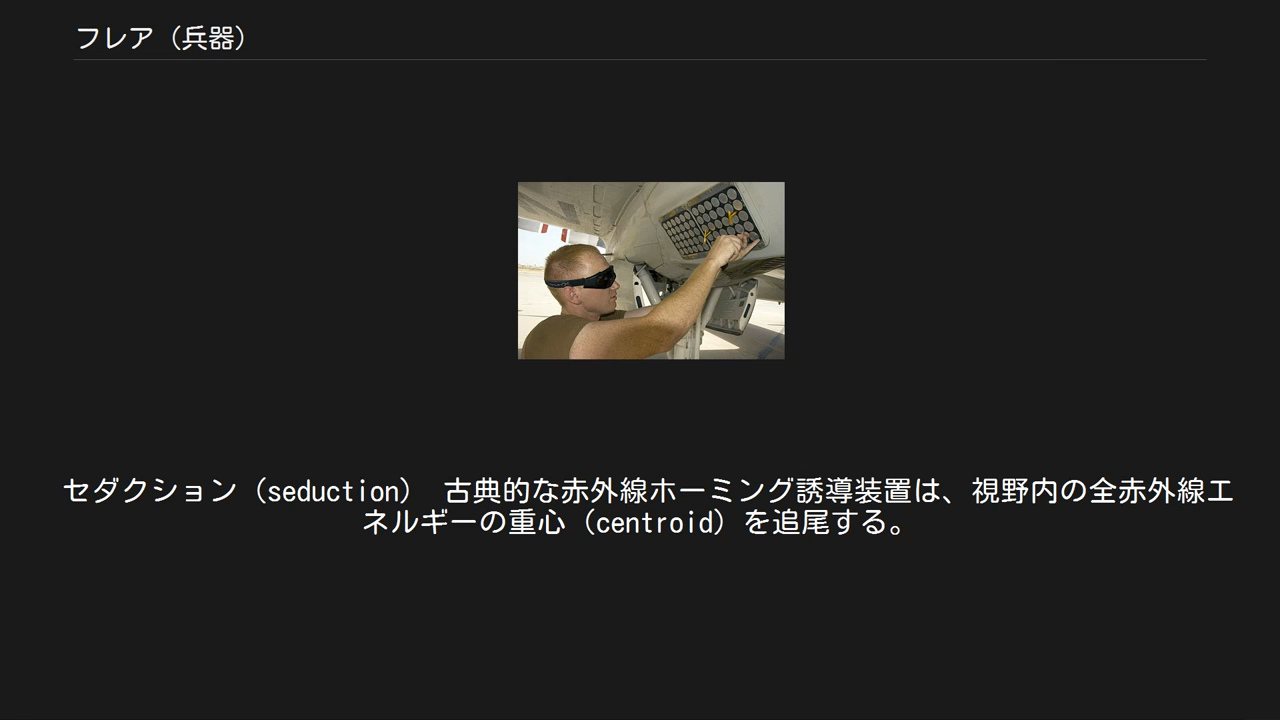 フレア（兵器）
セダクション（seduction） 古典的な赤外線ホーミング誘導装置は、視野内の全赤外線エ
ネルギーの重心（centroid）を追尾する。